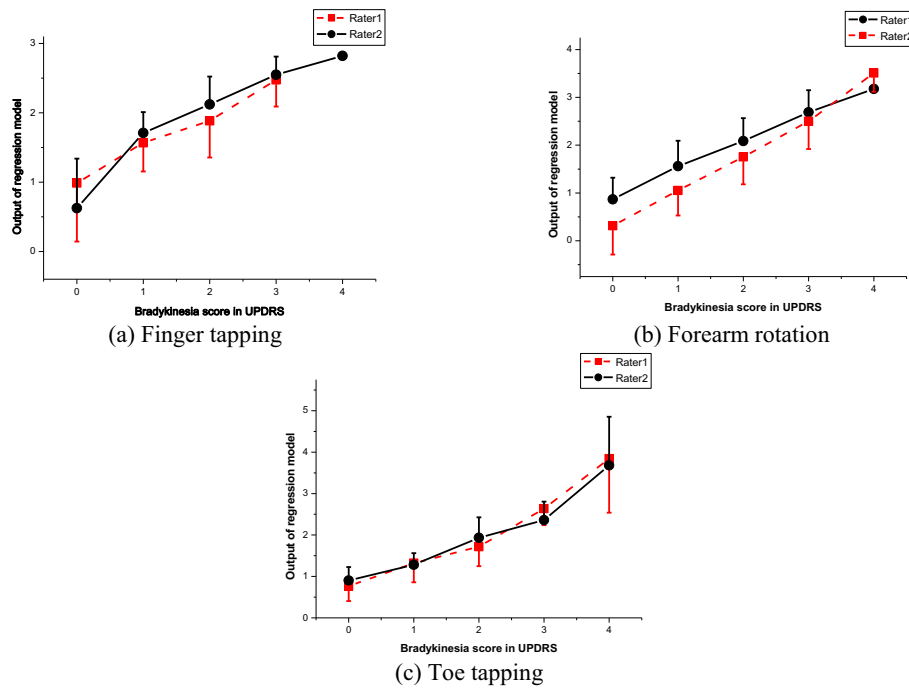 Rater1
Rater2
3
2
1
0
Output of regression model
0 1 2 3 4
Bradykinesia score in UPDRS
(a) Finger tapping
Rater1
Rater2
4
3
2
1
0
Output of regression model
0 1 2 3 4
Bradykinesia score in UPDRS
(b) Forearm rotation
Rater1
Rater2
5
4
3
2
1
0
Output of regression model
0 1 2 3 4
Bradykinesia score in UPDRS
(c) Toe tapping